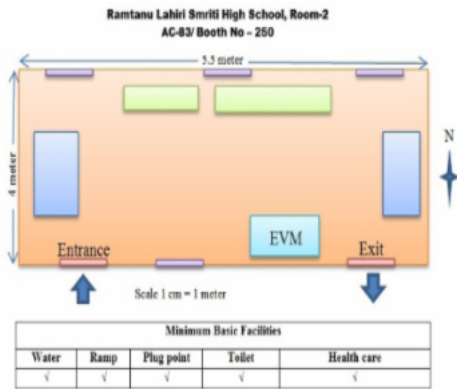 Ramtanu Lahiri Smriti High School, Room-2
AC-83/ Booth No – 250
5.5 meter
4 meter
N
Entrance
EVM
Exit
Scale 1 cm = 1 meter
Minimum Basic Facilities
Water Ramp Plug point Toilet Health care
√ √ √ √ √